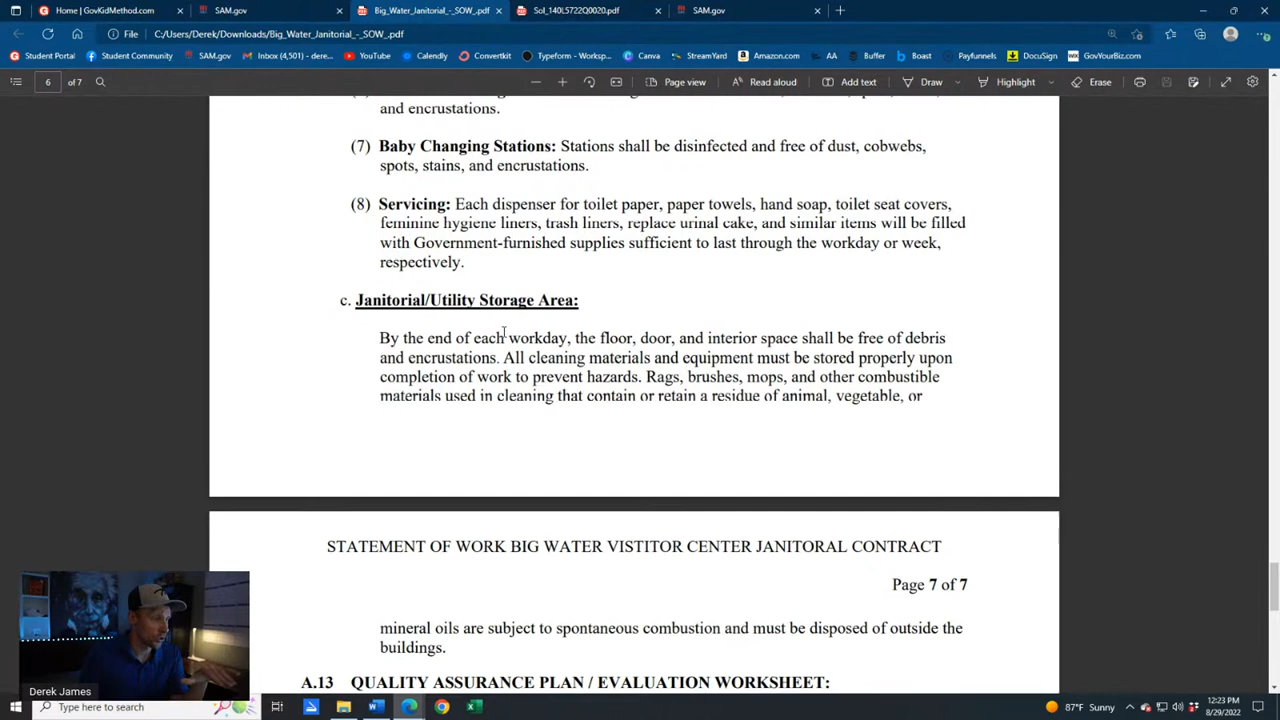 Home | GovKidMethod.com
SAM.gov
Big_Water_Janitorial_-_SOW_.pdf
Sol_140L5722Q0020.pdf
SAM.gov
File
C:/Users/Derek/Downloads/Big_Water_Janitorial_-_SOW_.pdf
Student Portal
Student Community
SAM.gov
Inbox (4,501) – dere...
YouTube
Calendly
Convertkit
Typeform - Worksp...
Canva
StreamYard
Amazon.com
AA
Buffer
Boast
Payfunnels
DocuSign
GovYourBiz.com
6 of 7
Page view
Read aloud
Add text
Draw
Highlight
Erase
and encrustations.
(7) Baby Changing Stations: Stations shall be disinfected and free of dust, cobwebs,
spots, stains, and encrustations.
(8) Servicing: Each dispenser for toilet paper, paper towels, hand soap, toilet seat covers,
feminine hygiene liners, trash liners, replace urinal cake, and similar items will be filled
with Government-furnished supplies sufficient to last through the workday or week,
respectively.
c. Janitorial/Utility Storage Area:
By the end of each workday, the floor, door, and interior space shall be free of debris
and encrustations. All cleaning materials and equipment must be stored properly upon
completion of work to prevent hazards. Rags, brushes, mops, and other combustible
materials used in cleaning that contain or retain a residue of animal, vegetable, or
STATEMENT OF WORK BIG WATER VISTITOR CENTER JANITORAL CONTRACT
Page 7 of 7
mineral oils are subject to spontaneous combustion and must be disposed of outside the
buildings.
A.13 QUALITY ASSURANCE PLAN / EVALUATION WORKSHEET:
Derek James
Type here to search
87°F Sunny
12:23 PM
8/29/2022